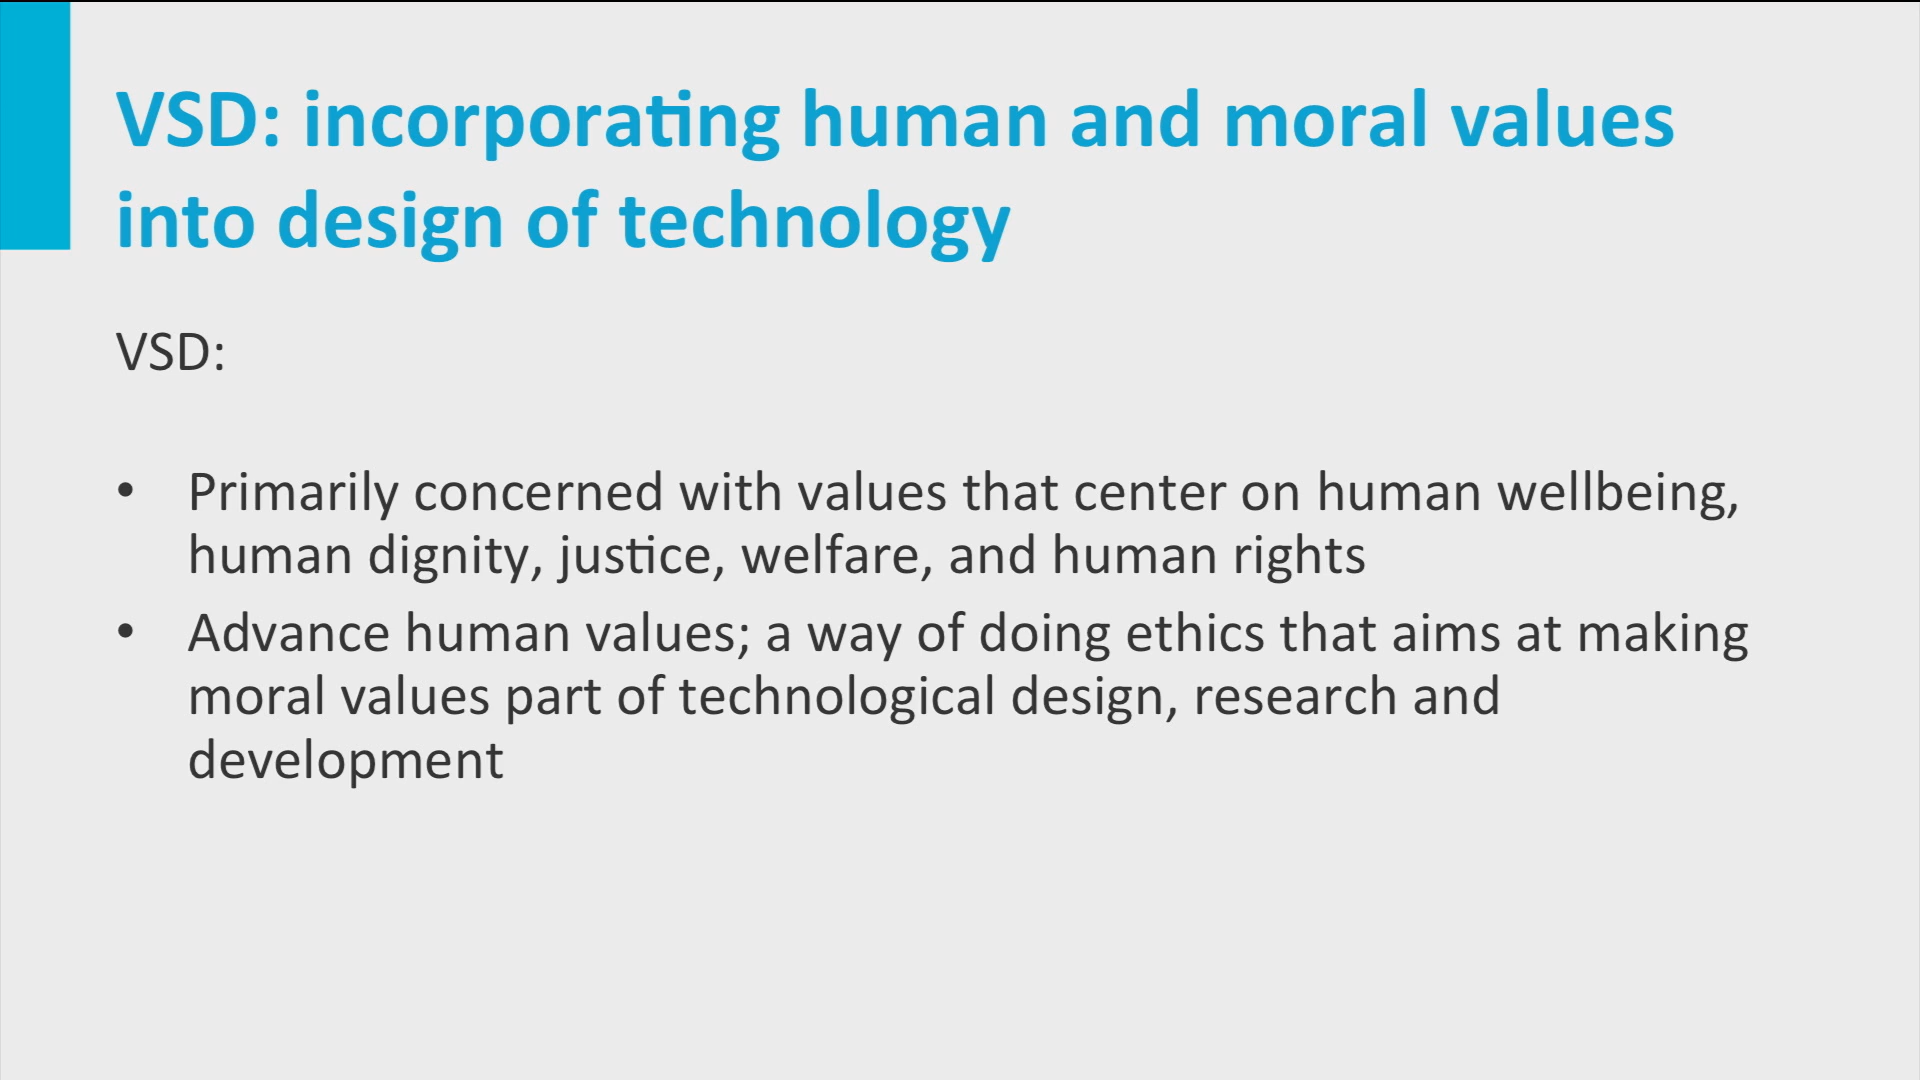 VSD: incorporating human and moral values
into design of technology
VSD:
• Primarily concerned with values that center on human wellbeing,
human dignity, justice, welfare, and human rights
• Advance human values; a way of doing ethics that aims at making
moral values part of technological design, research and
development